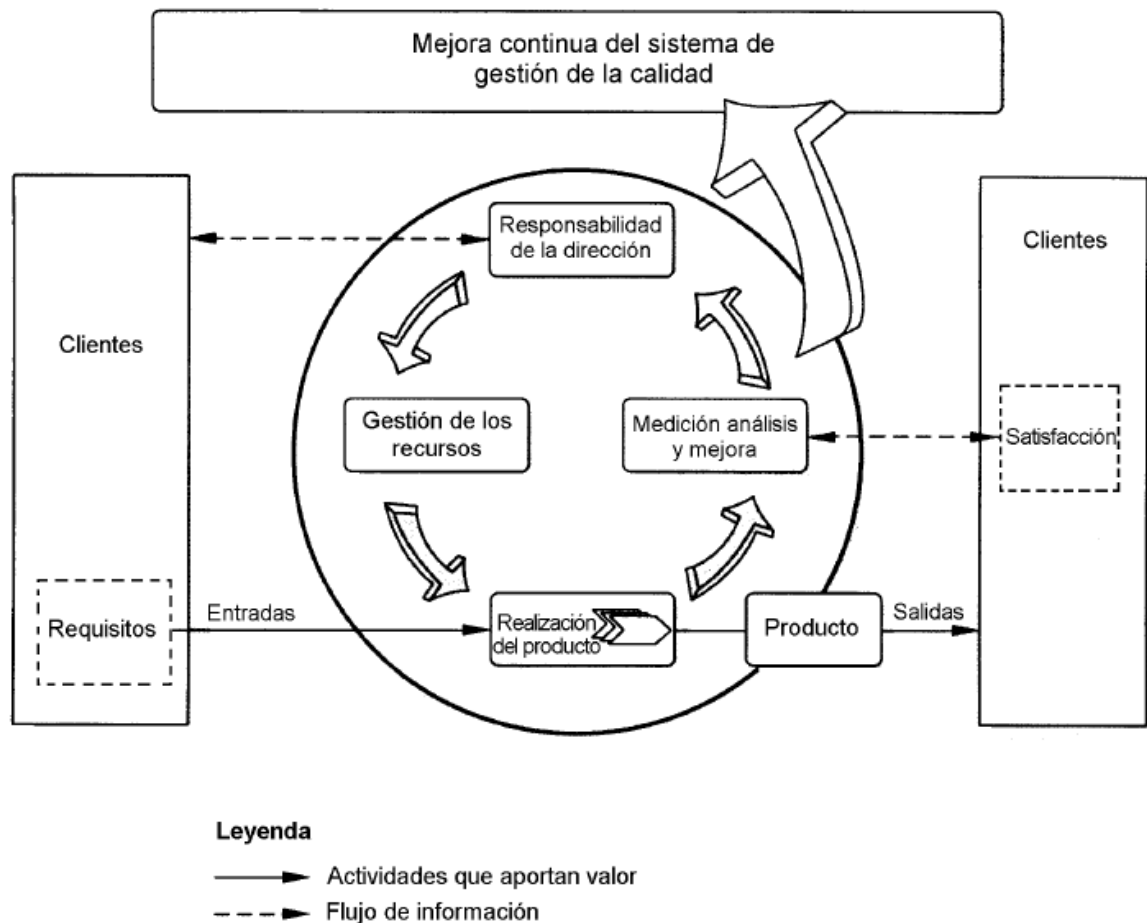 Mejora continua del sistema de
gestión de la calidad
Responsabilidad
de la dirección
Clientes
Clientes
Gestión de los
recursos
Medición análisis
y mejora
Satisfacción
Requisitos
Entradas
Realización
del producto
Producto
Salidas
Leyenda
Actividades que aportan valor
Flujo de información